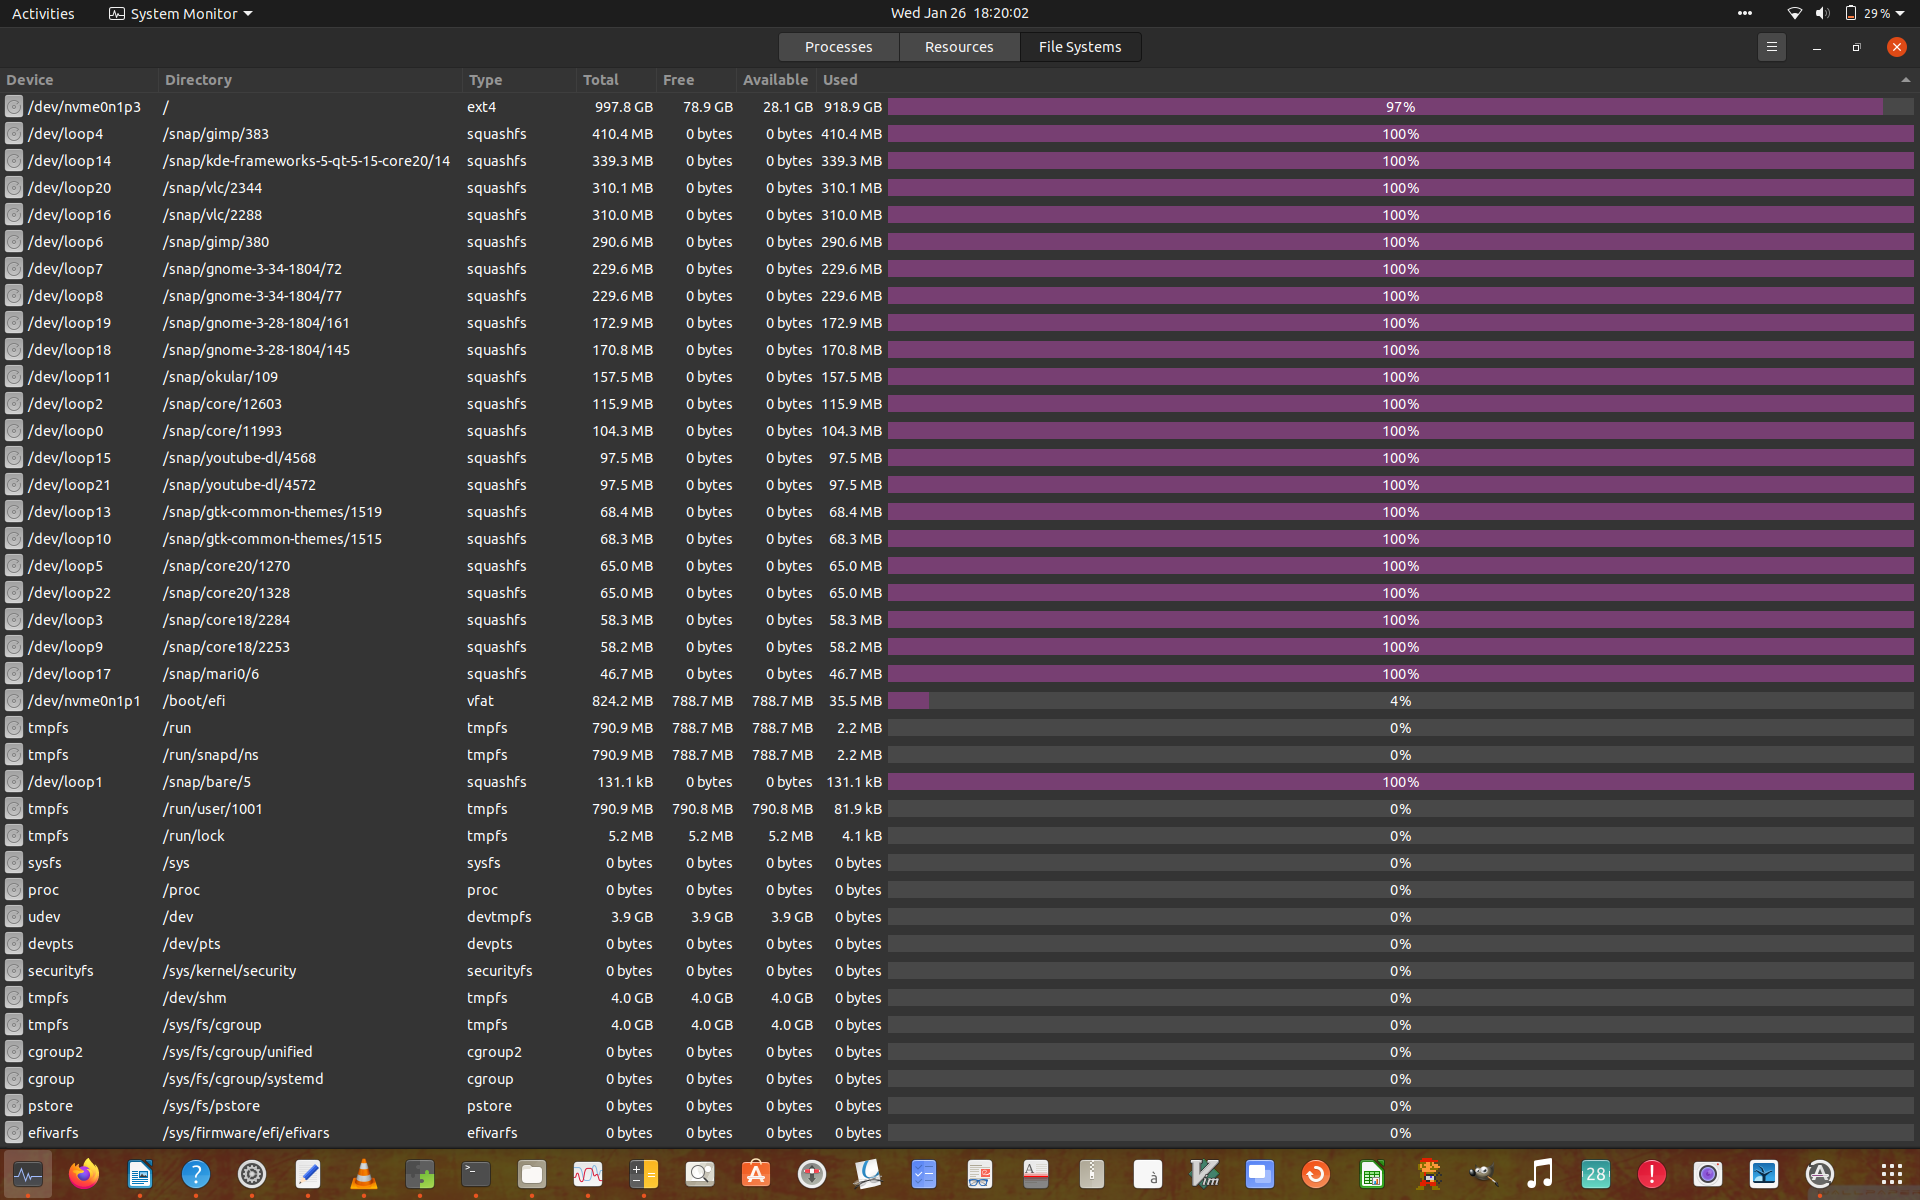 Activities System Monitor Wed Jan 26 18:20:02 29 %
Processes Resources File Systems
Device Directory Type Total Free Available Used
/dev/nvme0n1p3 / ext4 997.8 GB 78.9 GB 28.1 GB 918.9 GB 97%
/dev/loop4 /snap/gimp/383 squashfs 410.4 MB 0 bytes 0 bytes 410.4 MB 100%
/dev/loop14 /snap/kde-frameworks-5-qt-5-15-core20/14 squashfs 339.3 MB 0 bytes 0 bytes 339.3 MB 100%
/dev/loop20 /snap/vlc/2344 squashfs 310.1 MB 0 bytes 0 bytes 310.1 MB 100%
/dev/loop16 /snap/vlc/2288 squashfs 310.0 MB 0 bytes 0 bytes 310.0 MB 100%
/dev/loop6 /snap/gimp/380 squashfs 290.6 MB 0 bytes 0 bytes 290.6 MB 100%
/dev/loop7 /snap/gnome-3-34-1804/72 squashfs 229.6 MB 0 bytes 0 bytes 229.6 MB 100%
/dev/loop8 /snap/gnome-3-34-1804/77 squashfs 229.6 MB 0 bytes 0 bytes 229.6 MB 100%
/dev/loop19 /snap/gnome-3-28-1804/161 squashfs 172.9 MB 0 bytes 0 bytes 172.9 MB 100%
/dev/loop18 /snap/gnome-3-28-1804/145 squashfs 170.8 MB 0 bytes 0 bytes 170.8 MB 100%
/dev/loop11 /snap/okular/109 squashfs 157.5 MB 0 bytes 0 bytes 157.5 MB 100%
/dev/loop2 /snap/core/12603 squashfs 115.9 MB 0 bytes 0 bytes 115.9 MB 100%
/dev/loop0 /snap/core/11993 squashfs 104.3 MB 0 bytes 0 bytes 104.3 MB 100%
/dev/loop15 /snap/youtube-dl/4568 squashfs 97.5 MB 0 bytes 0 bytes 97.5 MB 100%
/dev/loop21 /snap/youtube-dl/4572 squashfs 97.5 MB 0 bytes 0 bytes 97.5 MB 100%
/dev/loop13 /snap/gtk-common-themes/1519 squashfs 68.4 MB 0 bytes 0 bytes 68.4 MB 100%
/dev/loop10 /snap/gtk-common-themes/1515 squashfs 68.3 MB 0 bytes 0 bytes 68.3 MB 100%
/dev/loop5 /snap/core20/1270 squashfs 65.0 MB 0 bytes 0 bytes 65.0 MB 100%
/dev/loop22 /snap/core20/1328 squashfs 65.0 MB 0 bytes 0 bytes 65.0 MB 100%
/dev/loop3 /snap/core18/2284 squashfs 58.3 MB 0 bytes 0 bytes 58.3 MB 100%
/dev/loop9 /snap/core18/2253 squashfs 58.2 MB 0 bytes 0 bytes 58.2 MB 100%
/dev/loop17 /snap/mari0/6 squashfs 46.7 MB 0 bytes 0 bytes 46.7 MB 100%
/dev/nvme0n1p1 /boot/efi vfat 824.2 MB 788.7 MB 788.7 MB 35.5 MB 4%
tmpfs /run tmpfs 790.9 MB 788.7 MB 788.7 MB 2.2 MB 0%
tmpfs /run/snapd/ns tmpfs 790.9 MB 788.7 MB 788.7 MB 2.2 MB 0%
/dev/loop1 /snap/bare/5 squashfs 131.1 kB 0 bytes 0 bytes 131.1 kB 100%
tmpfs /run/user/1001 tmpfs 790.9 MB 790.8 MB 790.8 MB 81.9 kB 0%
tmpfs /run/lock tmpfs 5.2 MB 5.2 MB 5.2 MB 4.1 kB 0%
sysfs /sys sysfs 0 bytes 0 bytes 0 bytes 0 bytes 0%
proc /proc proc 0 bytes 0 bytes 0 bytes 0 bytes 0%
udev /dev devtmpfs 3.9 GB 3.9 GB 3.9 GB 0 bytes 0%
devpts /dev/pts devpts 0 bytes 0 bytes 0 bytes 0 bytes 0%
securityfs /sys/kernel/security securityfs 0 bytes 0 bytes 0 bytes 0 bytes 0%
tmpfs /dev/shm tmpfs 4.0 GB 4.0 GB 4.0 GB 0 bytes 0%
tmpfs /sys/fs/cgroup tmpfs 4.0 GB 4.0 GB 4.0 GB 0 bytes 0%
cgroup2 /sys/fs/cgroup/unified cgroup2 0 bytes 0 bytes 0 bytes 0 bytes 0%
cgroup /sys/fs/cgroup/systemd cgroup 0 bytes 0 bytes 0 bytes 0 bytes 0%
pstore /sys/fs/pstore pstore 0 bytes 0 bytes 0 bytes 0 bytes 0%
efivarfs /sys/firmware/efi/efivars efivarfs 0 bytes 0 bytes 0 bytes 0 bytes 0%
? >_ A à Vim 28 !